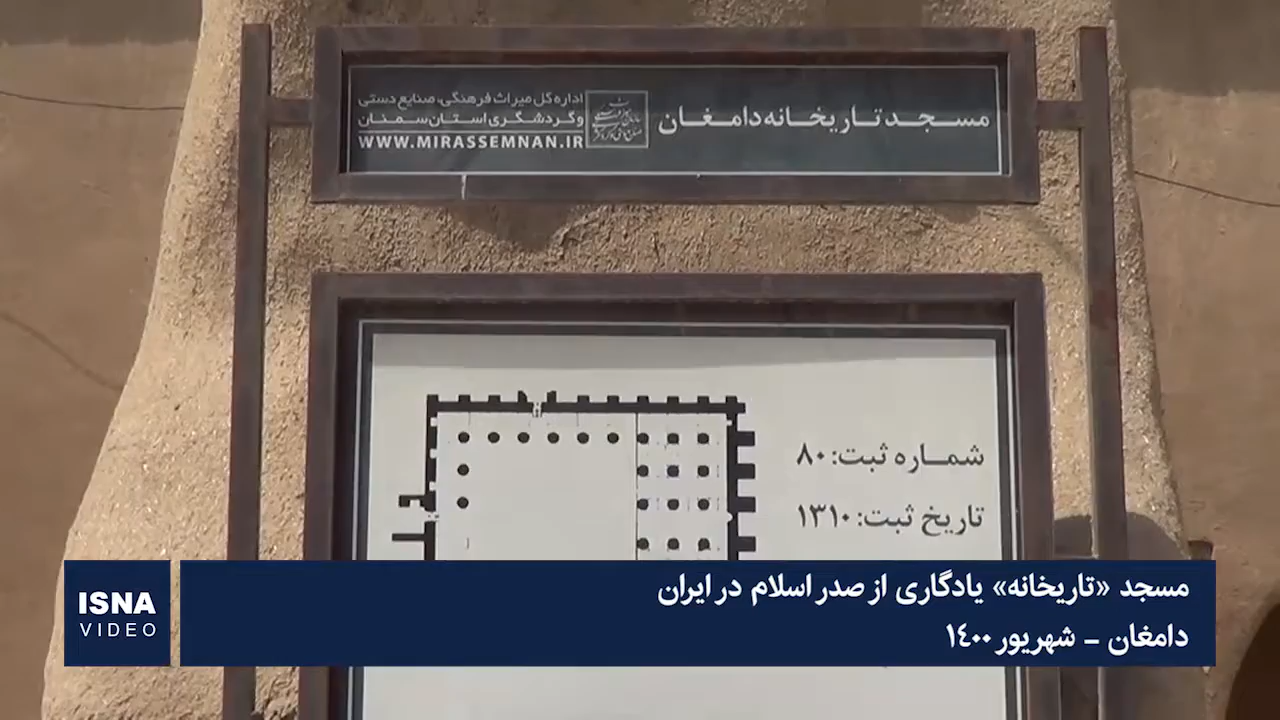 مسجد تاریخانه دامغان
اداره کل میراث فرهنگی، صنایع دستی
وگردشگری استان سمنان
WWW.MIRASSEMNAN.IR
شماره ثبت: ۸۰
تاریخ ثبت: ۱۳۱۰
مسجد «تاریخانه» یادگاری از صدر اسلام در ایران
دامغان - شهریور ۱۴۰۰
ISNA
VIDEO